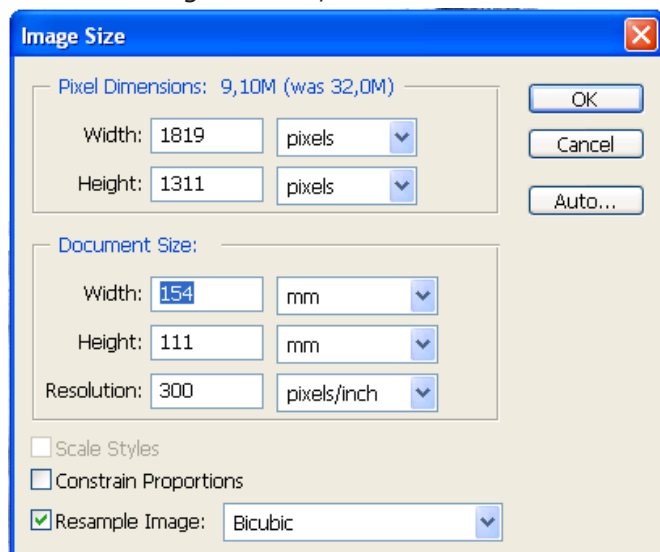 Image Size
Pixel Dimensions: 9,10M (was 32,0M)
OK
Width: 1819 pixels
Cancel
Height: 1311 pixels
Auto...
Document Size:
Width: 154 mm
Height: 111 mm
Resolution: 300 pixels/inch
Scale Styles
Constrain Proportions
Resample Image: Bicubic